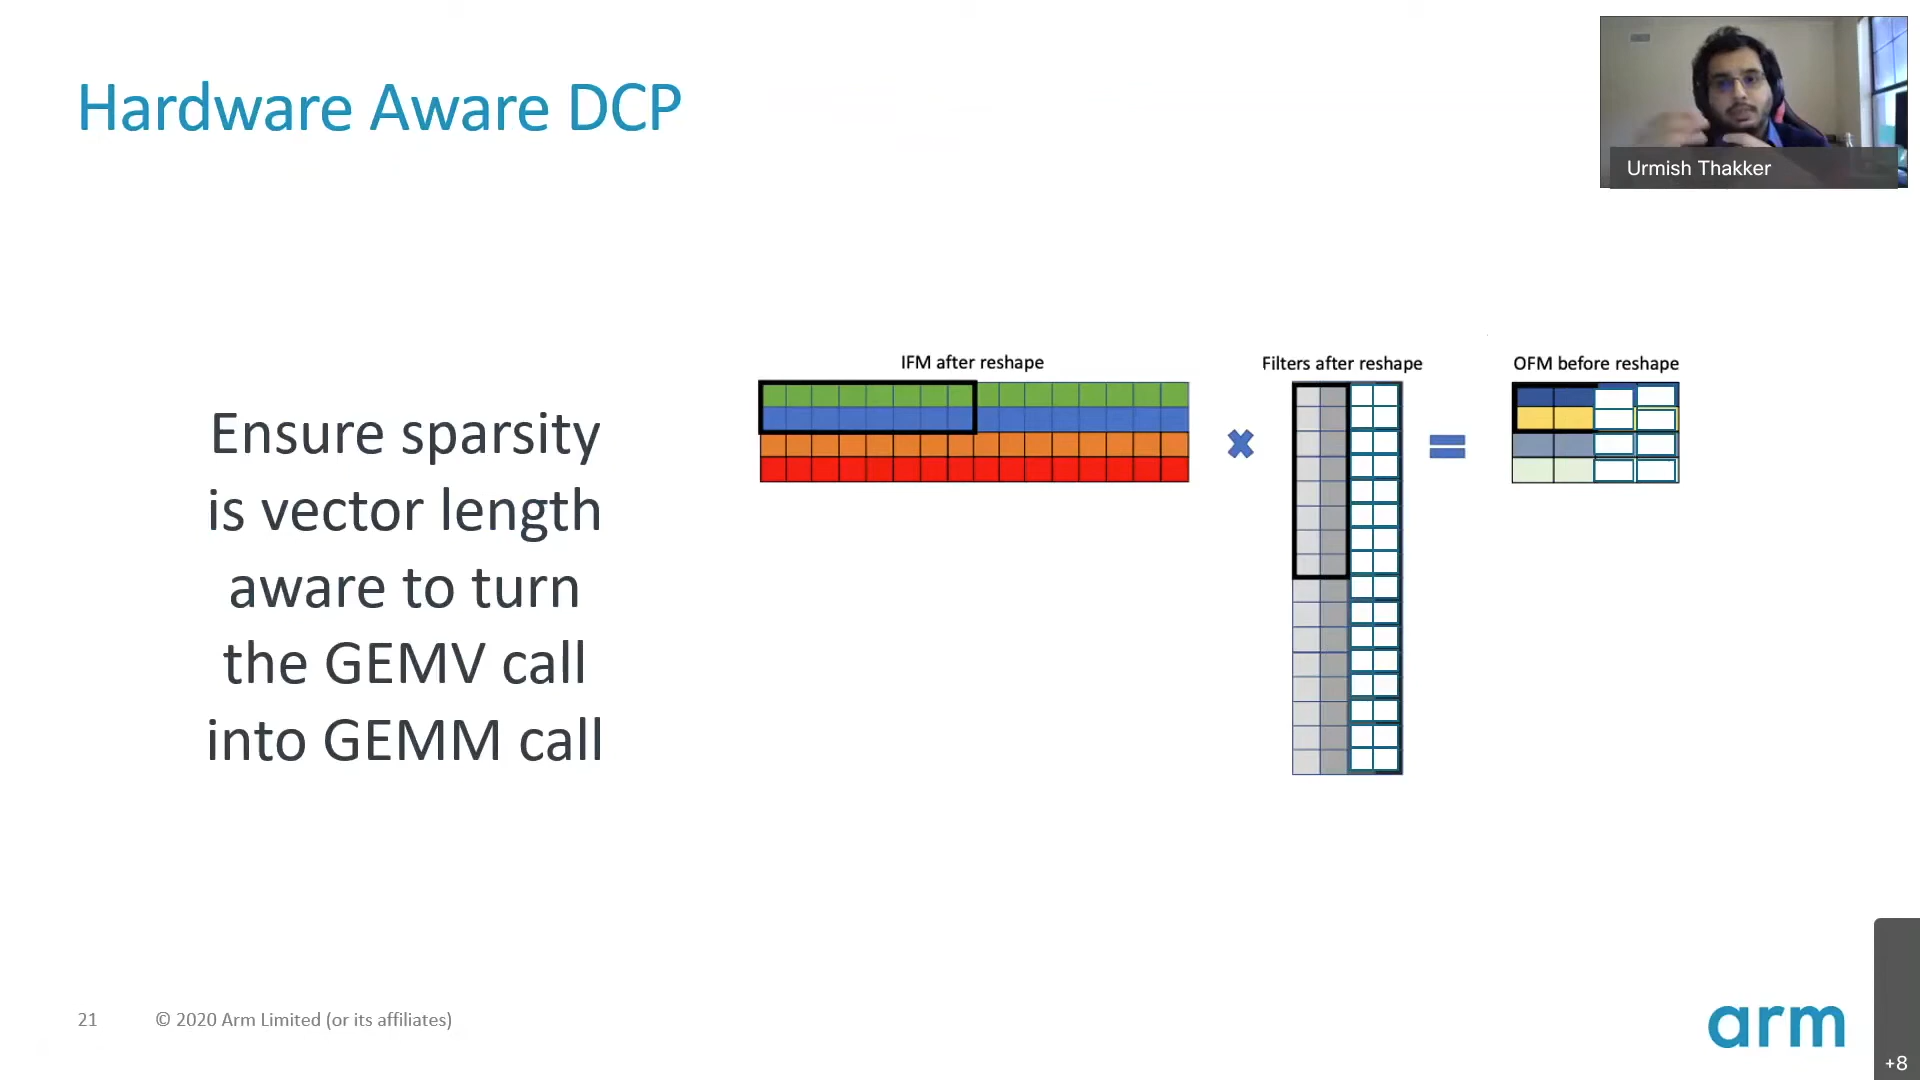 Hardware Aware DCP
Urmish Thakker
Ensure sparsity
is vector length
aware to turn
the GEMV call
into GEMM call
IFM after reshape
Filters after reshape
OFM before reshape
21
© 2020 Arm Limited (or its affiliates)
arm
+8